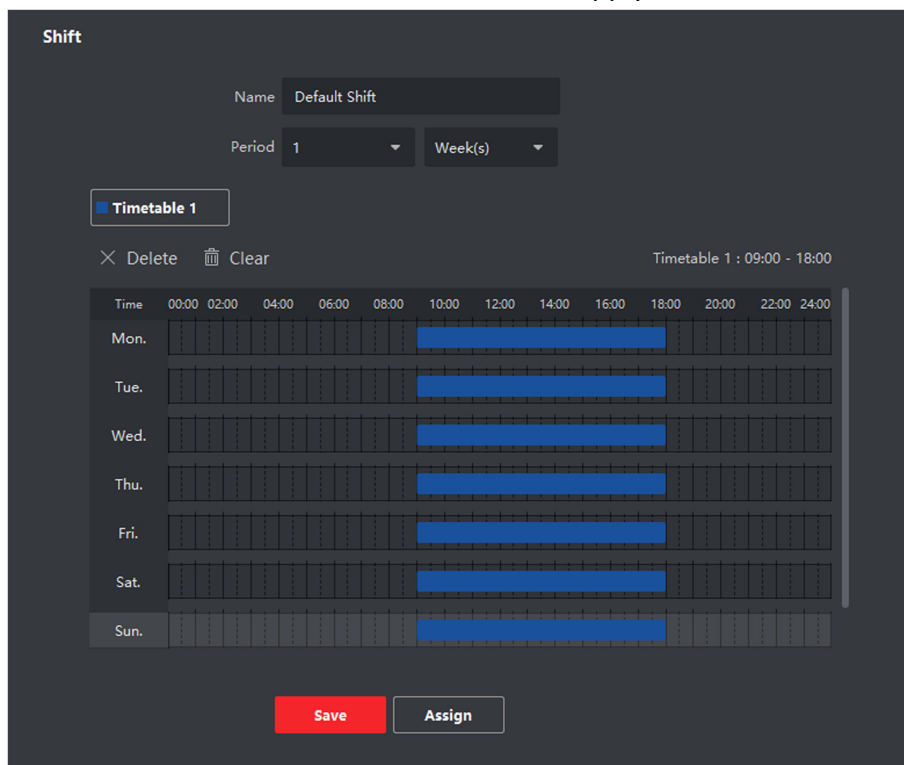 Shift
Name Default Shift
Period 1 Week(s)
Timetable 1
Delete Clear Timetable 1 : 09:00 - 18:00
Time 00:00 02:00 04:00 06:00 08:00 10:00 12:00 14:00 16:00 18:00 20:00 22:00 24:00
Mon.
Tue.
Wed.
Thu.
Fri.
Sat.
Sun.
Save Assign